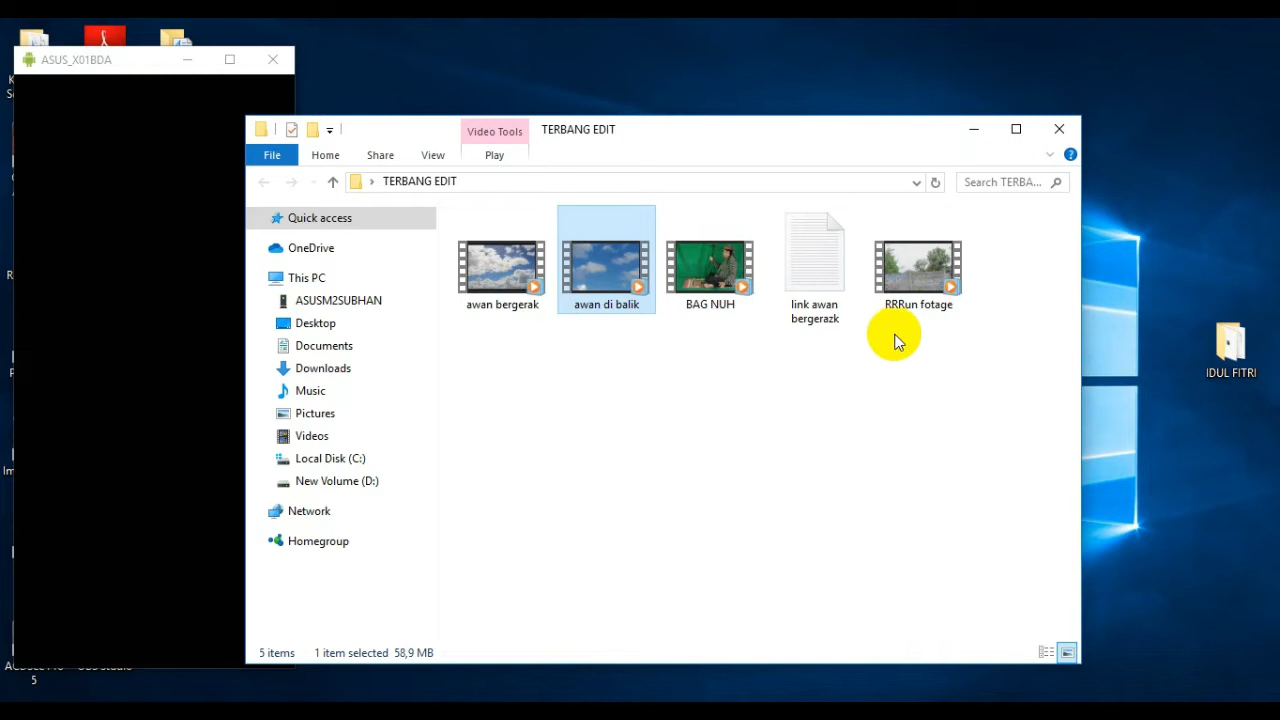 ASUS_X01BDA
Video Tools
TERBANG EDIT
File
Home
Share
View
Play
TERBANG EDIT
Search TERBA...
Quick access
OneDrive
This PC
ASUSM2SUBHAN
Desktop
Documents
Downloads
Music
Pictures
Videos
Local Disk (C:)
New Volume (D:)
Network
Homegroup
awan bergerak
awan di balik
BAG NUH
link awan
bergerazk
RRRun fotage
5 items
1 item selected 58,9 MB
IDUL FITRI
5